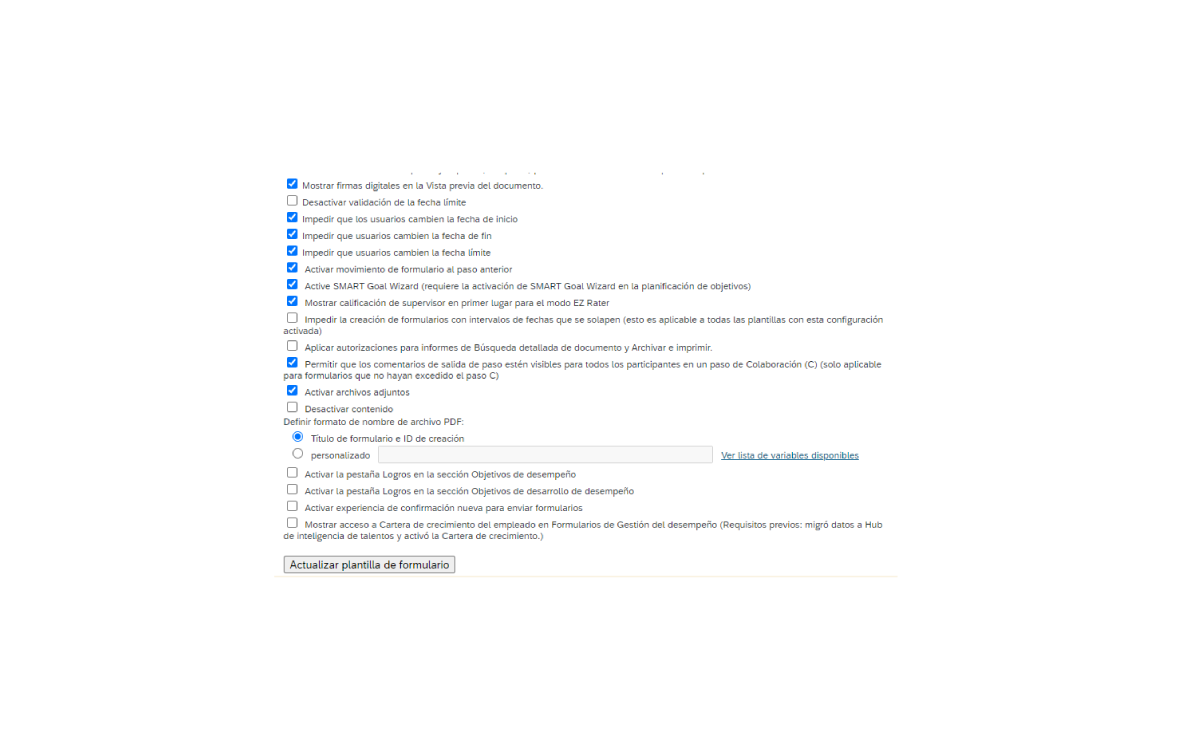 Mostrar firmas digitales en la Vista previa del documento.
Desactivar validación de la fecha límite
Impedir que los usuarios cambien la fecha de inicio
Impedir que usuarios cambien la fecha de fin
Impedir que usuarios cambien la fecha límite
Activar movimiento de formulario al paso anterior
Active SMART Goal Wizard (requiere la activación de SMART Goal Wizard en la planificación de objetivos)
Mostrar calificación de supervisor en primer lugar para el modo EZ Rater
Impedir la creación de formularios con intervalos de fechas que se solapen (esto es aplicable a todas las plantillas con esta configuración
activada)
Aplicar autorizaciones para informes de Búsqueda detallada de documento y Archivar e imprimir.
Permitir que los comentarios de salida de paso estén visibles para todos los participantes en un paso de Colaboración (C) (solo aplicable
para formularios que no hayan excedido el paso C)
Activar archivos adjuntos
Desactivar contenido
Definir formato de nombre de archivo PDF:
Título de formulario e ID de creación
personalizado Ver lista de variables disponibles
Activar la pestaña Logros en la sección Objetivos de desempeño
Activar la pestaña Logros en la sección Objetivos de desarrollo de desempeño
Activar experiencia de confirmación nueva para enviar formularios
Mostrar acceso a Cartera de crecimiento del empleado en Formularios de Gestión del desempeño (Requisitos previos: migró datos a Hub
de inteligencia de talentos y activó la Cartera de crecimiento.)
Actualizar plantilla de formulario